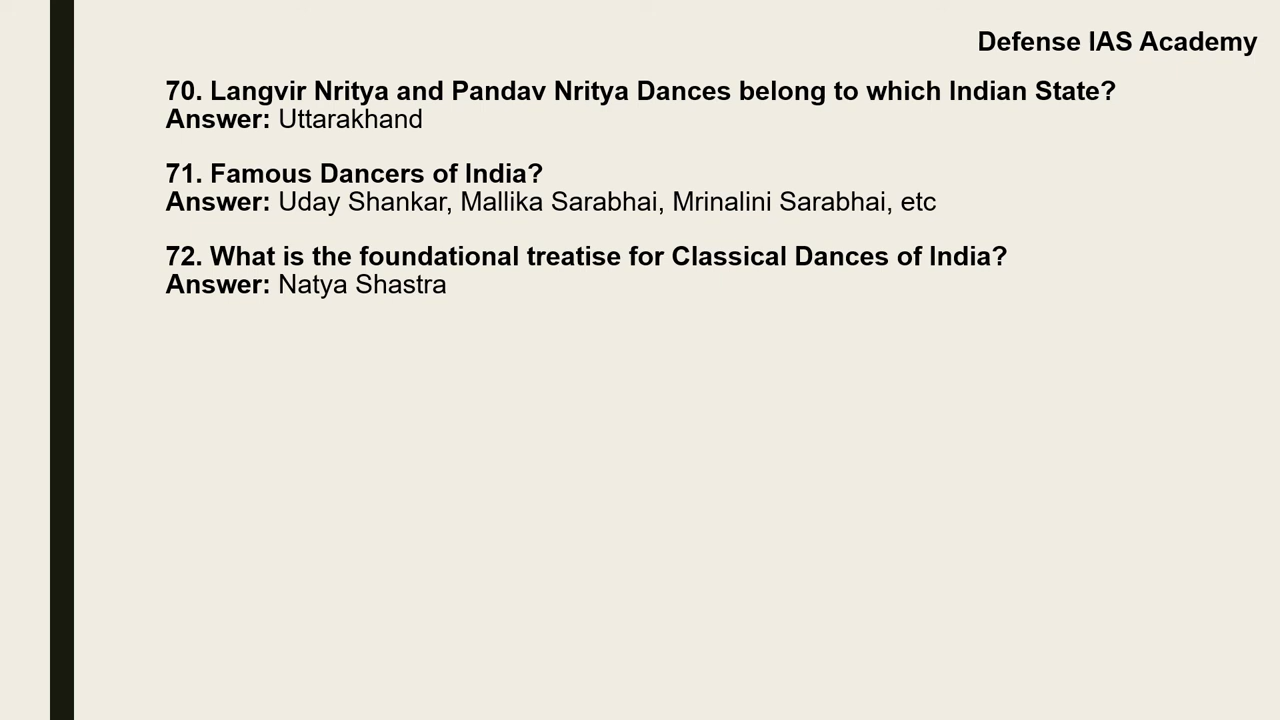 Defense IAS Academy
70. Langvir Nritya and Pandav Nritya Dances belong to which Indian State?
Answer: Uttarakhand
71. Famous Dancers of India?
Answer: Uday Shankar, Mallika Sarabhai, Mrinalini Sarabhai, etc
72. What is the foundational treatise for Classical Dances of India?
Answer: Natya Shastra